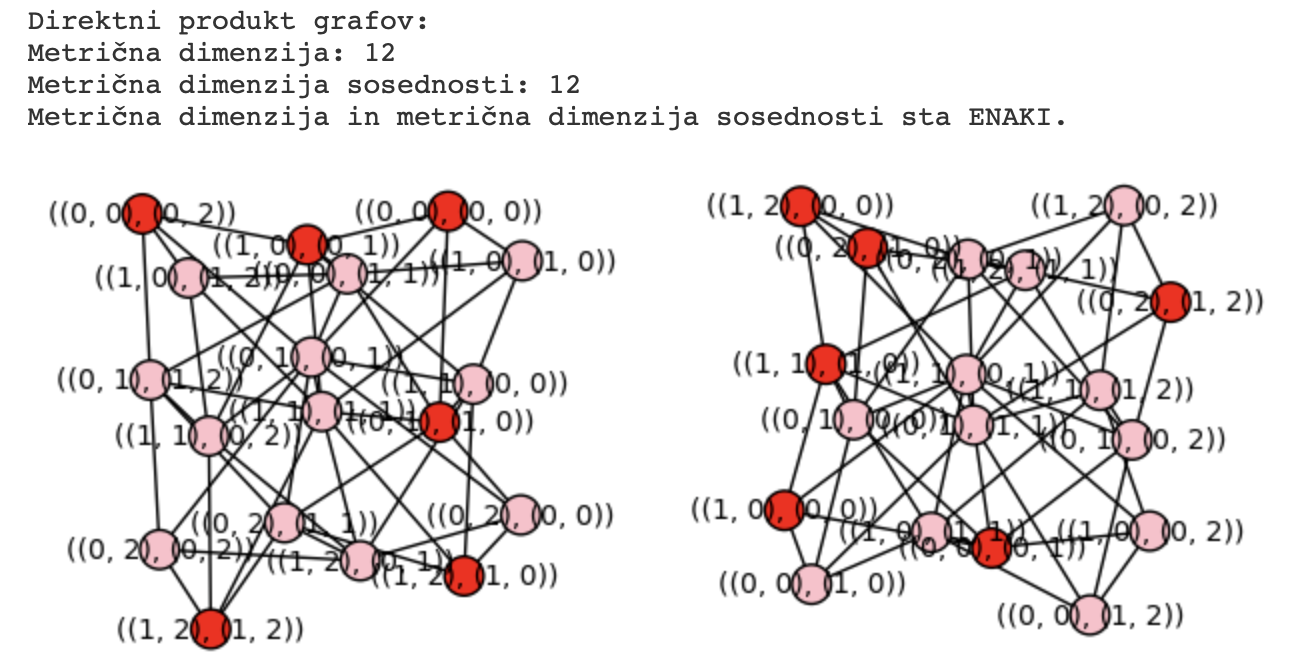 Direktni produkt grafov:
Metrična dimenzija: 12
Metrična dimenzija sosednosti: 12
Metrična dimenzija in metrična dimenzija sosednosti sta ENAKI.
((0, 0), (0, 2))
((0, 0), (0, 0))
((1, 0), (0, 1))
((1, 0), (1, 0))
((1, 0), (1, 2))
((0, 0), (1, 1))
((0, 1), (0, 1))
((0, 1), (1, 2))
((1, 1), (0, 0))
((1, 1), (1, 1))
((0, 1), (1, 0))
((1, 1), (0, 2))
((0, 2), (0, 0))
((0, 2), (1, 1))
((0, 2), (0, 2))
((1, 2), (0, 1))
((1, 2), (1, 0))
((1, 2), (1, 2))
((1, 2), (0, 0))
((1, 2), (0, 2))
((0, 2), (1, 0))
((0, 2), (0, 1))
((1, 2), (1, 1))
((0, 2), (1, 2))
((1, 1), (1, 0))
((1, 1), (0, 1))
((1, 1), (1, 2))
((0, 1), (0, 0))
((0, 1), (1, 1))
((0, 1), (0, 2))
((1, 0), (0, 0))
((1, 0), (1, 1))
((1, 0), (0, 2))
((0, 0), (0, 1))
((0, 0), (1, 0))
((0, 0), (1, 2))